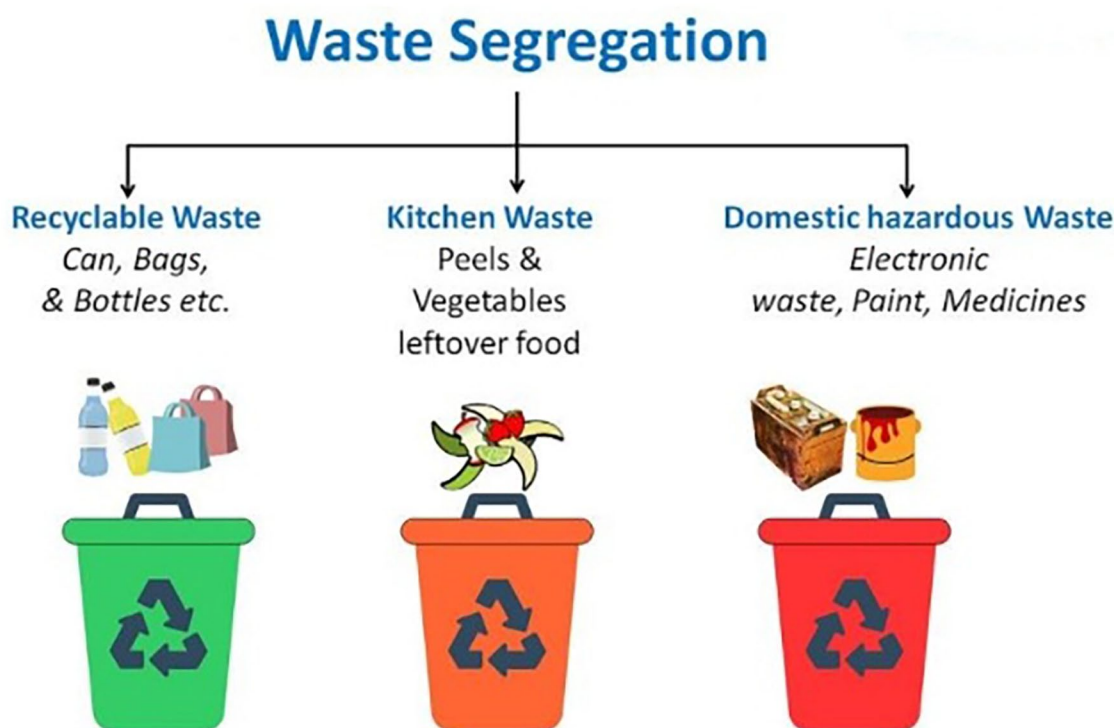 Waste Segregation
Recyclable Waste
Can, Bags,
& Bottles etc.
Kitchen Waste
Peels &
Vegetables
leftover food
Domestic hazardous Waste
Electronic
waste, Paint, Medicines